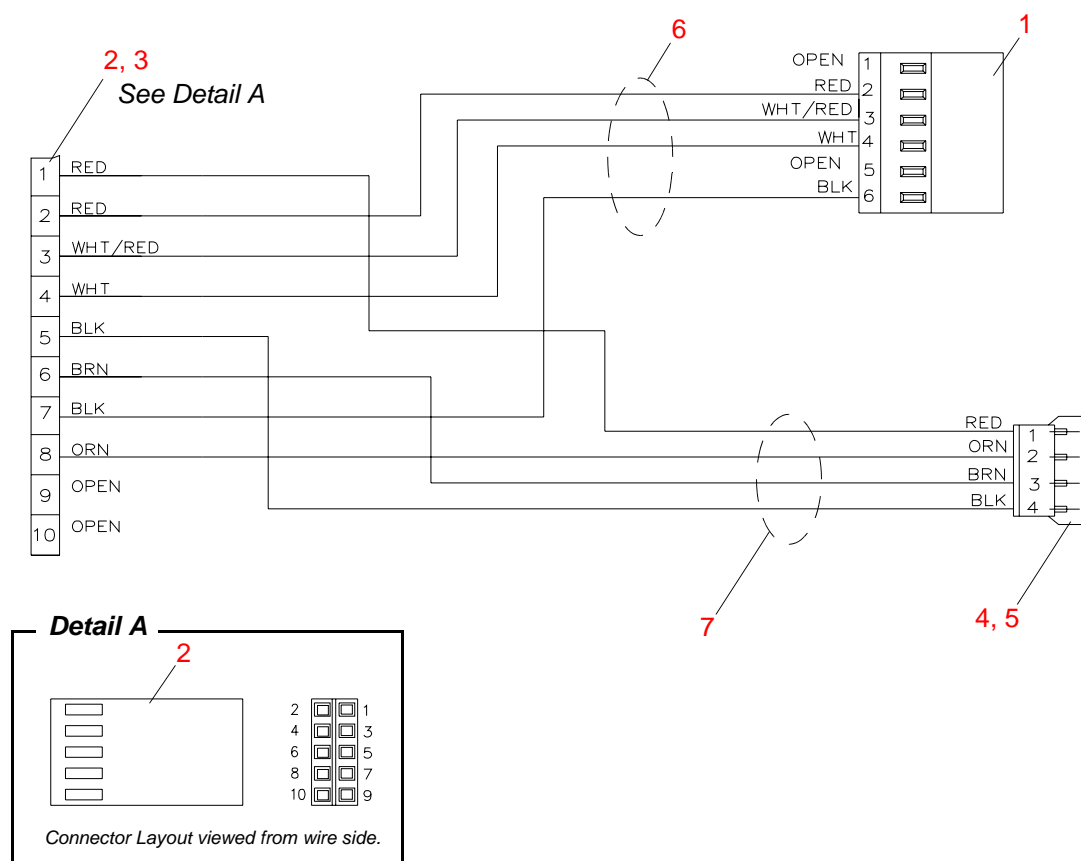 2, 3
See Detail A
1 RED
2 RED
3 WHT/RED
4 WHT
5 BLK
6 BRN
7 BLK
8 ORN
9 OPEN
10 OPEN
6
1
OPEN 1
RED 2
WHT/RED 3
WHT 4
OPEN 5
BLK 6
RED 1
ORN 2
BRN 3
BLK 4
7
4, 5
Detail A
2
2 1
4 3
6 5
8 7
10 9
Connector Layout viewed from wire side.